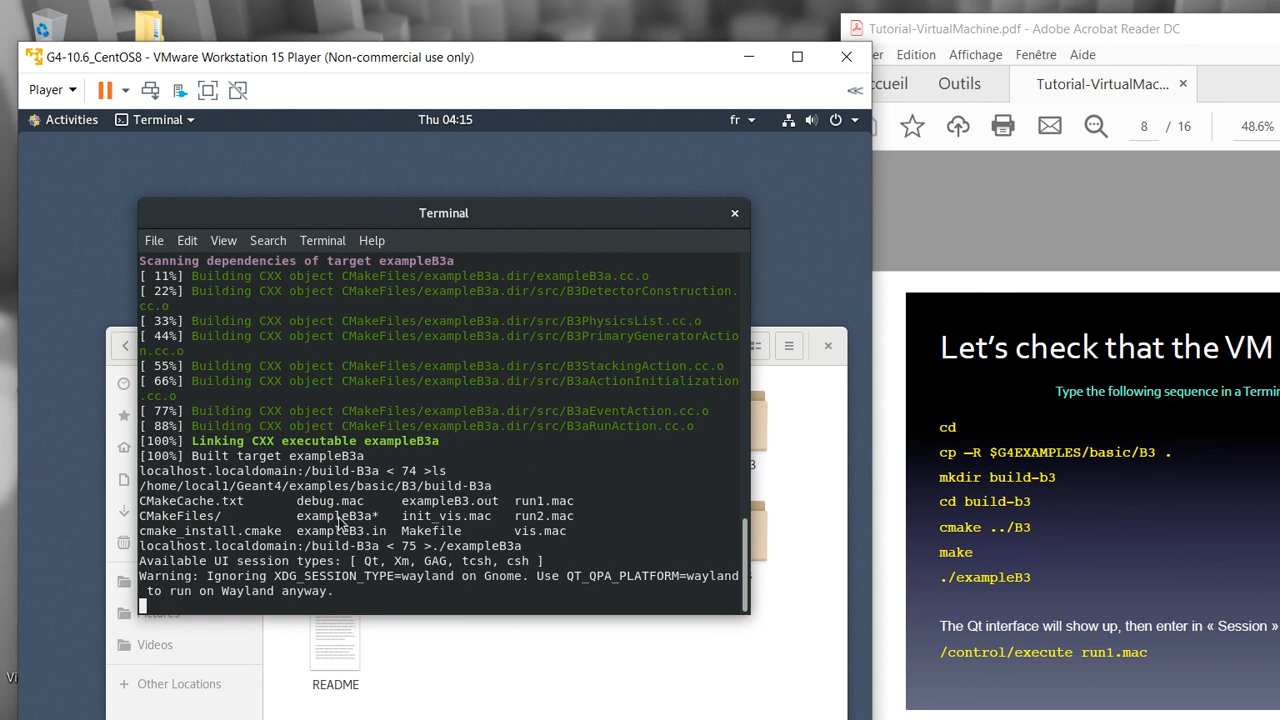 Tutorial-VirtualMachine.pdf - Adobe Acrobat Reader DC
G4-10.6_CentOS8 - VMware Workstation 15 Player (Non-commercial use only)
er Edition Affichage Fenêtre Aide
Player
ccueil Outils Tutorial-VirtualMac... ×
Activities Terminal Thu 04:15 fr
8 / 16 48.6%
Terminal
File Edit View Search Terminal Help
Scanning dependencies of target exampleB3a
[ 11%] Building CXX object CMakeFiles/exampleB3a.dir/exampleB3a.cc.o
[ 22%] Building CXX object CMakeFiles/exampleB3a.dir/src/B3DetectorConstruction.
cc.o
[ 33%] Building CXX object CMakeFiles/exampleB3a.dir/src/B3PhysicsList.cc.o
[ 44%] Building CXX object CMakeFiles/exampleB3a.dir/src/B3PrimaryGeneratorActio
n.cc.o
[ 55%] Building CXX object CMakeFiles/exampleB3a.dir/src/B3StackingAction.cc.o
[ 66%] Building CXX object CMakeFiles/exampleB3a.dir/src/B3aActionInitialization
.cc.o
[ 77%] Building CXX object CMakeFiles/exampleB3a.dir/src/B3aEventAction.cc.o
[ 88%] Building CXX object CMakeFiles/exampleB3a.dir/src/B3aRunAction.cc.o
[100%] Linking CXX executable exampleB3a
[100%] Built target exampleB3a
localhost.localdomain:/build-B3a < 74 >ls
/home/local1/Geant4/examples/basic/B3/build-B3a
CMakeCache.txt debug.mac exampleB3.out run1.mac
CMakeFiles/ exampleB3a* init_vis.mac run2.mac
cmake_install.cmake exampleB3.in Makefile vis.mac
localhost.localdomain:/build-B3a < 75 >./exampleB3a
Available UI session types: [ Qt, Xm, GAG, tcsh, csh ]
Warning: Ignoring XDG_SESSION_TYPE=wayland on Gnome. Use QT_QPA_PLATFORM=wayland
to run on Wayland anyway.
Videos
Other Locations
README
Let's check that the VM
Type the following sequence in a Termin
cd
cp –R $G4EXAMPLES/basic/B3 .
mkdir build-b3
cd build-b3
cmake ../B3
make
./exampleB3
The Qt interface will show up, then enter in « Session »
/control/execute run1.mac